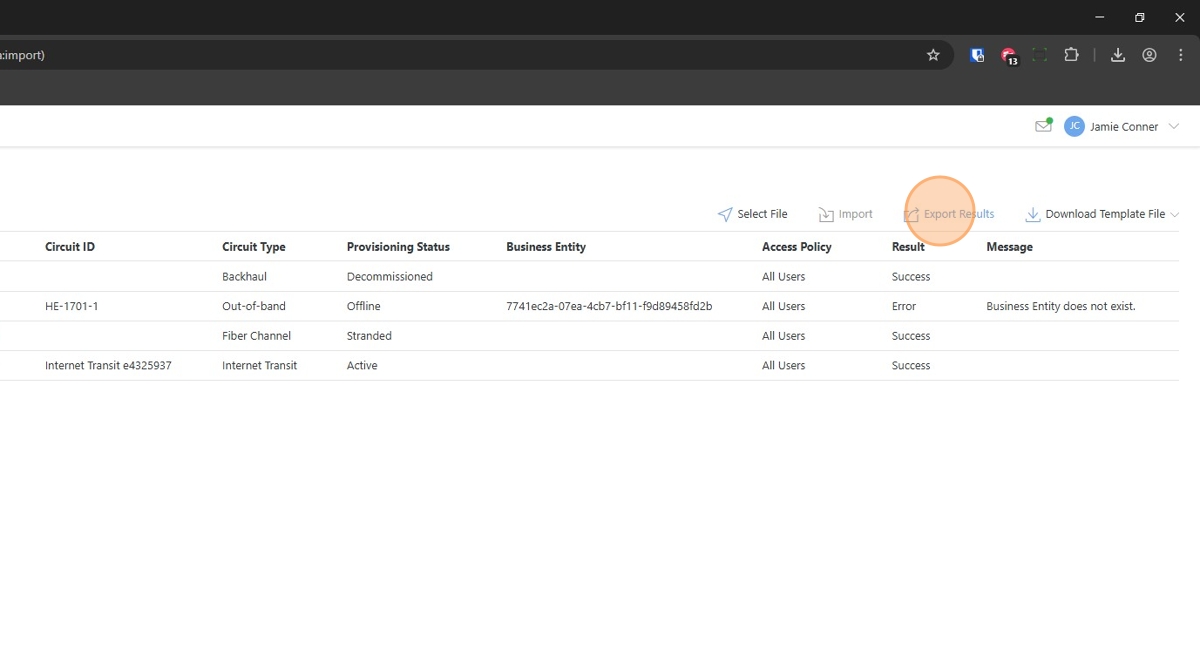 :import)
13
JC Jamie Conner
Select File Import Export Results Download Template File
Circuit ID Circuit Type Provisioning Status Business Entity Access Policy Result Message
Backhaul Decommissioned All Users Success
HE-1701-1 Out-of-band Offline 7741ec2a-07ea-4cb7-bf11-f9d89458fd2b All Users Error Business Entity does not exist.
Fiber Channel Stranded All Users Success
Internet Transit e4325937 Internet Transit Active All Users Success